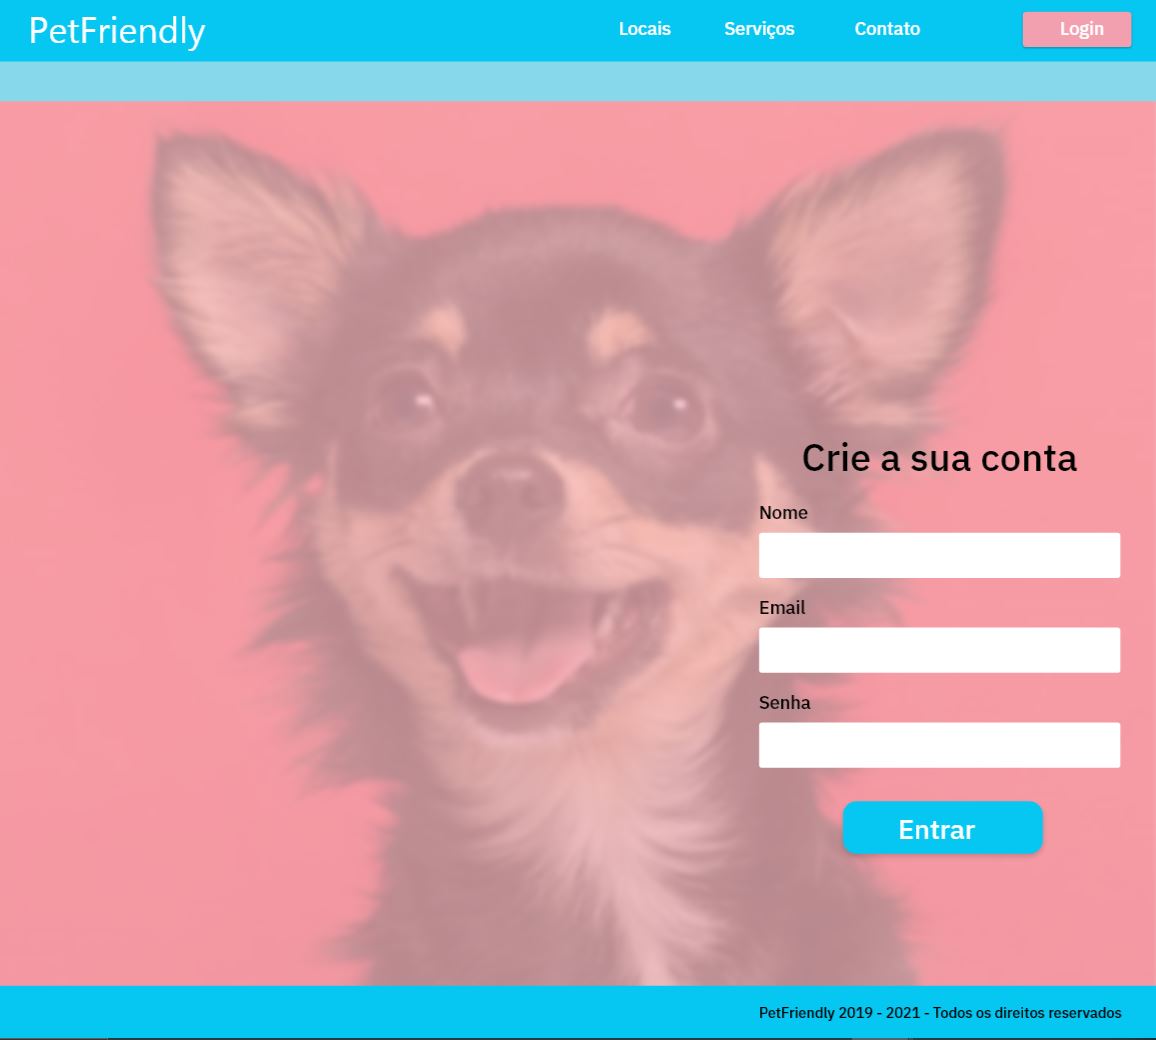 PetFriendly
Locais
Serviços
Contato
Login
Crie a sua conta
Nome
Email
Senha
Entrar
PetFriendly 2019 - 2021 - Todos os direitos reservados